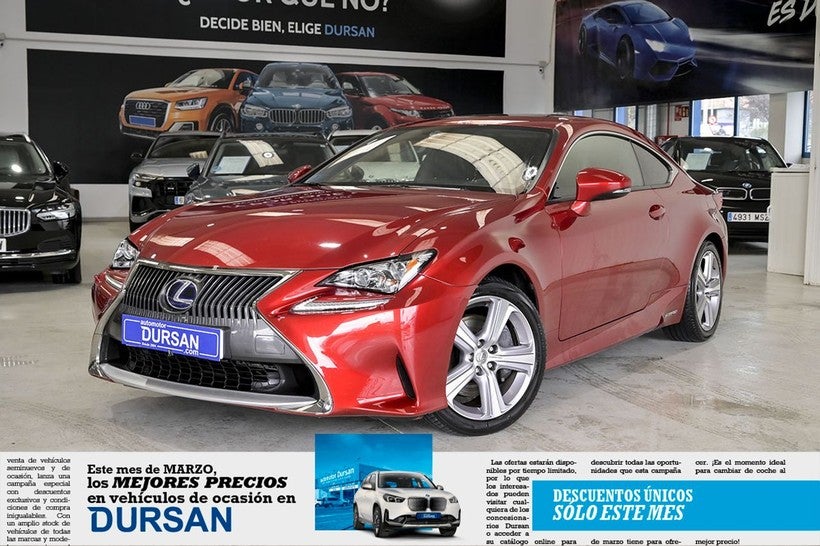 ¿POR QUÉ NO?
DECIDE BIEN, ELIGE DURSAN
ES D
4931 MSZ
automotor
DURSAN
.com
HYBRID
venta de vehículos
seminuevos y de
ocasión, lanza una
campaña especial
con descuentos
exclusivos y condi-
ciones de compra
inigualables. Con
un amplio stock de
vehículos de todas
las marcas y mode-
Este mes de MARZO,
los MEJORES PRECIOS
en vehículos de ocasión en
DURSAN
automotor Dursan
Las ofertas estarán dispo-
nibles por tiempo limitado,
por lo que
los interesa-
dos pueden
visitar cual-
quiera de los
concesiona-
rios Dursan
o acceder a
su catálogo online para
descubrir todas las oportu-
nidades que esta campaña
de marzo tiene para ofre-
cer. ¡Es el momento ideal
para cambiar de coche al
mejor precio!
DESCUENTOS ÚNICOS
SÓLO ESTE MES